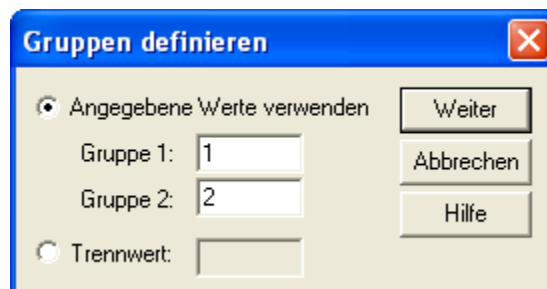 Gruppen definieren
Angegebene Werte verwenden
Gruppe 1: 1
Gruppe 2: 2
Trennwert:
Weiter
Abbrechen
Hilfe